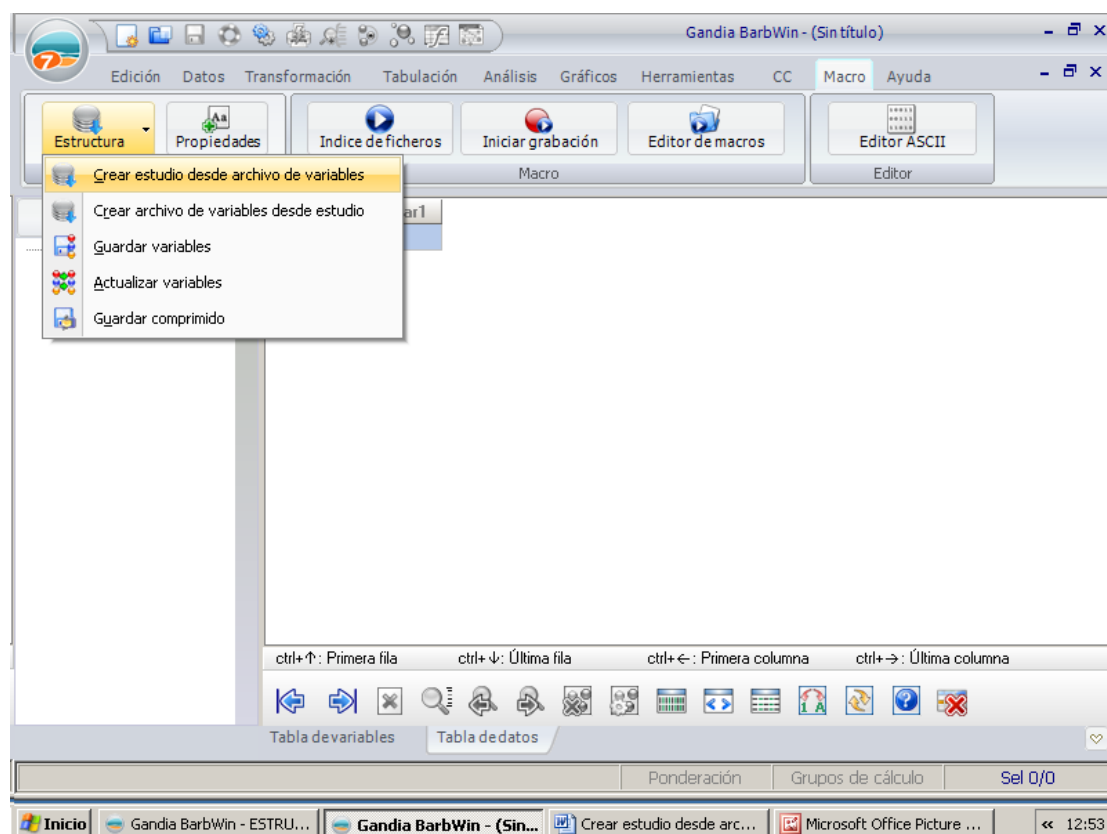 Gandia BarbWin - (Sin título)
7
Edición Datos Transformación Tabulación Análisis Gráficos Herramientas CC Macro Ayuda
Aa
Estructura Propiedades Indice de ficheros Iniciar grabación Editor de macros Editor ASCII
Macro Editor
Crear estudio desde archivo de variables
Crear archivo de variables desde estudio
ar1
Guardar variables
Actualizar variables
Guardar comprimido
ctrl+↑: Primera fila ctrl+↓: Última fila ctrl+←: Primera columna ctrl+→: Última columna
1 A ?
Tabla de variables Tabla de datos
Ponderación Grupos de cálculo Sel 0/0
Inicio Gandia BarbWin - ESTRU... Gandia BarbWin - (Sin... Crear estudio desde arc... Microsoft Office Picture ... « 12:53